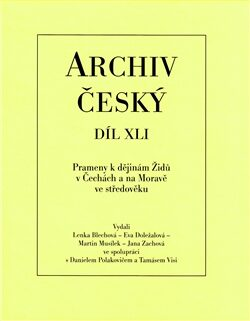 ARCHIV
ČESKÝ
DÍL XLI
Prameny k dějinám Židů
v Čechách a na Moravě
ve středověku
Vydali
Lenka Blechová – Eva Doležalová –
Martin Musílek – Jana Zachová
ve spolupráci
s Danielem Polakovičem a Tamásem Visi